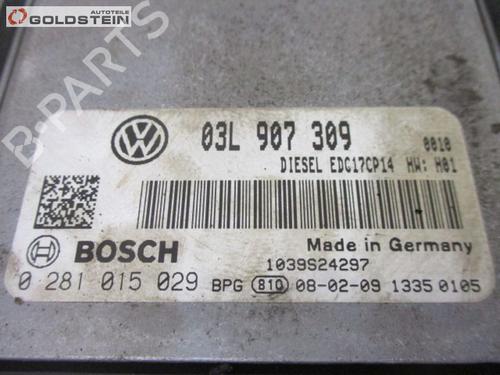 Autoteile
GOLDSTEIN
B-PARTS
VW
03L 907 309
0010
DIESEL EDC17CP14 HW: H01
BOSCH
Made in Germany
1039S24297
0 281 015 029 BPG 810 08-02-09 1335 0105